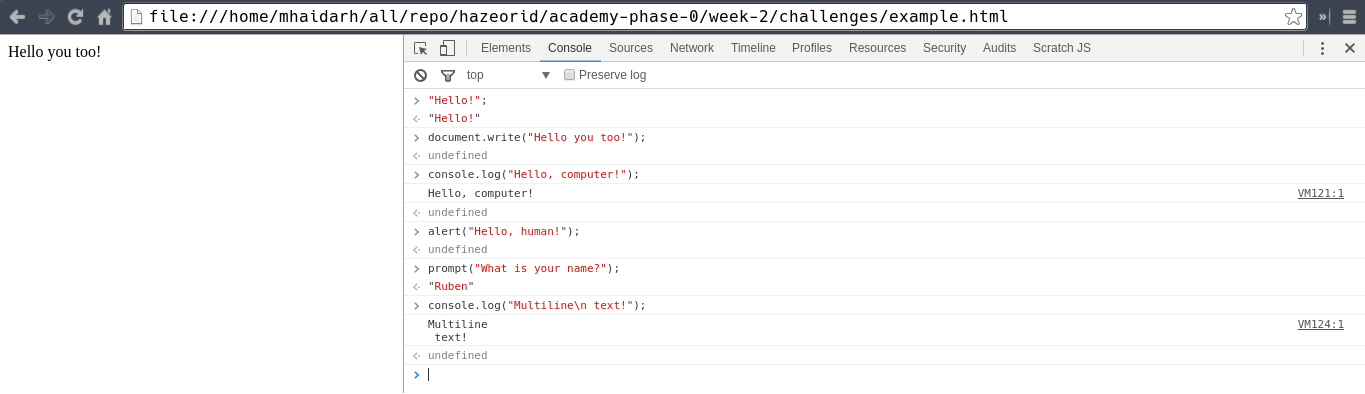 file:///home/mhaidarh/all/repo/hazeorid/academy-phase-0/week-2/challenges/example.html »
Hello you too!
Elements Console Sources Network Timeline Profiles Resources Security Audits Scratch JS
top ▼ Preserve log
> "Hello!";
"Hello!"
> document.write("Hello you too!");
undefined
> console.log("Hello, computer!");
Hello, computer! VM121:1
undefined
> alert("Hello, human!");
undefined
> prompt("What is your name?");
"Ruben"
> console.log("Multiline\n text!");
Multiline VM124:1
text!
undefined
>